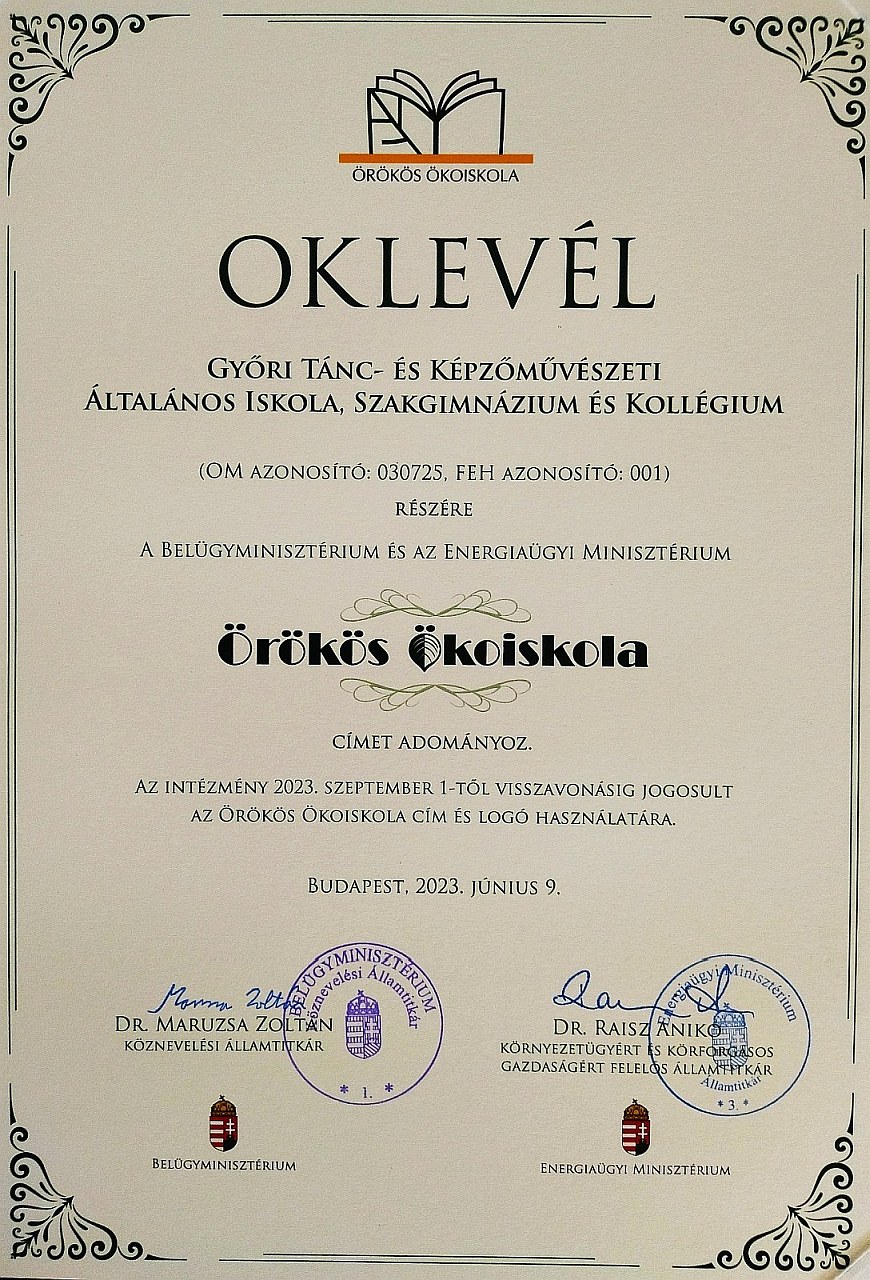 ÖRÖKÖS ÖKOISKOLA
OKLEVÉL
GYŐRI TÁNC- ÉS KÉPZŐMŰVÉSZETI
ÁLTALÁNOS ISKOLA, SZAKGIMNÁZIUM ÉS KOLLÉGIUM
(OM AZONOSÍTÓ: 030725, FEH AZONOSÍTÓ: 001)
RÉSZÉRE
A BELÜGYMINISZTÉRIUM ÉS AZ ENERGIAÜGYI MINISZTÉRIUM
Örökös Ökoiskola
CÍMET ADOMÁNYOZ.
AZ INTÉZMÉNY 2023. SZEPTEMBER 1-TŐL VISSZAVONÁSIG JOGOSULT
AZ ÖRÖKÖS ÖKOISKOLA CÍM ÉS LOGÓ HASZNÁLATÁRA.
BUDAPEST, 2023. JÚNIUS 9.
BELÜGYMINISZTÉRIUM
Köznevelési Államtitkár
* 1. *
DR. MARUZSA ZOLTÁN
KÖZNEVELÉSI ÁLLAMTITKÁR
BELÜGYMINISZTÉRIUM
Energiaügyi Minisztérium
Államtitkár
* 3. *
DR. RAISZ ANIKÓ
KÖRNYEZETÜGYÉRT ÉS KÖRFORGÁSOS
GAZDASÁGÉRT FELELŐS ÁLLAMTITKÁR
ENERGIAÜGYI MINISZTÉRIUM